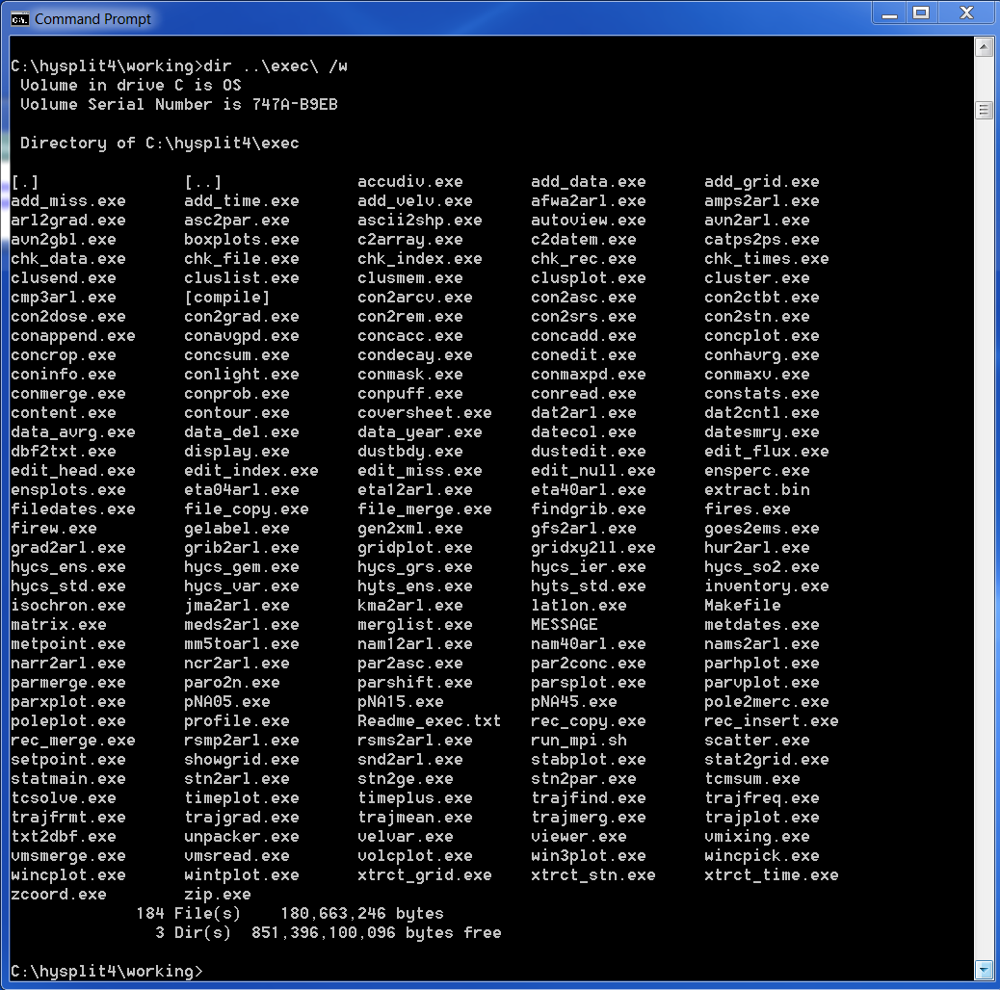 Command Prompt
C:\hysplit4\working>dir ..\exec\ /w
Volume in drive C is OS
Volume Serial Number is 747A-B9EB
Directory of C:\hysplit4\exec
[.] [..] accudiv.exe add_data.exe add_grid.exe
add_miss.exe add_time.exe add_velv.exe afwa2arl.exe amps2arl.exe
arl2grad.exe asc2par.exe ascii2shp.exe autoview.exe avn2arl.exe
avn2gbl.exe boxplots.exe c2array.exe c2datem.exe catps2ps.exe
chk_data.exe chk_file.exe chk_index.exe chk_rec.exe chk_times.exe
clusend.exe cluslist.exe clusmem.exe clusplot.exe cluster.exe
cmp3arl.exe [compile] con2arcv.exe con2asc.exe con2ctbt.exe
con2dose.exe con2grad.exe con2rem.exe con2srs.exe con2stn.exe
conappend.exe conavgpd.exe concacc.exe concadd.exe concplot.exe
concrop.exe concsum.exe condecay.exe conedit.exe conhavrg.exe
coninfo.exe conlight.exe conmask.exe conmaxpd.exe conmaxv.exe
conmerge.exe conprob.exe conpuff.exe conread.exe constats.exe
content.exe contour.exe coversheet.exe dat2arl.exe dat2cntl.exe
data_avrg.exe data_del.exe data_year.exe datecol.exe datesmry.exe
dbf2txt.exe display.exe dustbdy.exe dustedit.exe edit_flux.exe
edit_head.exe edit_index.exe edit_miss.exe edit_null.exe ensperc.exe
ensplots.exe eta04arl.exe eta12arl.exe eta40arl.exe extract.bin
filedates.exe file_copy.exe file_merge.exe findgrib.exe fires.exe
firew.exe gelabel.exe gen2xml.exe gfs2arl.exe goes2ems.exe
grad2arl.exe grib2arl.exe gridplot.exe gridxy2ll.exe hur2arl.exe
hycs_ens.exe hycs_gem.exe hycs_grs.exe hycs_ier.exe hycs_so2.exe
hycs_std.exe hycs_var.exe hyts_ens.exe hyts_std.exe inventory.exe
isochron.exe jma2arl.exe kma2arl.exe latlon.exe Makefile
matrix.exe meds2arl.exe merglist.exe MESSAGE metdates.exe
metpoint.exe mm5toarl.exe nam12arl.exe nam40arl.exe nams2arl.exe
narr2arl.exe ncr2arl.exe par2asc.exe par2conc.exe parhplot.exe
parmerge.exe paro2n.exe parshift.exe parsplot.exe parvplot.exe
parxplot.exe pNA05.exe pNA15.exe pNA45.exe pole2merc.exe
poleplot.exe profile.exe Readme_exec.txt rec_copy.exe rec_insert.exe
rec_merge.exe rsmp2arl.exe rsms2arl.exe run_mpi.sh scatter.exe
setpoint.exe showgrid.exe snd2arl.exe stabplot.exe stat2grid.exe
statmain.exe stn2arl.exe stn2ge.exe stn2par.exe tcmsum.exe
tcsolve.exe timeplot.exe timeplus.exe trajfind.exe trajfreq.exe
trajfrmt.exe trajgrad.exe trajmean.exe trajmerg.exe trajplot.exe
txt2dbf.exe unpacker.exe velvar.exe viewer.exe vmixing.exe
vmsmerge.exe vmsread.exe volcplot.exe win3plot.exe wincpick.exe
wincplot.exe wintplot.exe xtrct_grid.exe xtrct_stn.exe xtrct_time.exe
zcoord.exe zip.exe
184 File(s) 180,663,246 bytes
3 Dir(s) 851,396,100,096 bytes free
C:\hysplit4\working>